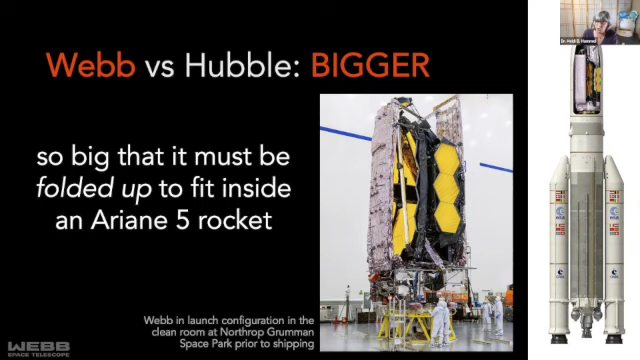 Webb vs Hubble: BIGGER
so big that it must be
folded up to fit inside
an Ariane 5 rocket
Webb in launch configuration in the
clean room at Northrop Grumman
Space Park prior to shipping
WEBB
SPACE TELESCOPE